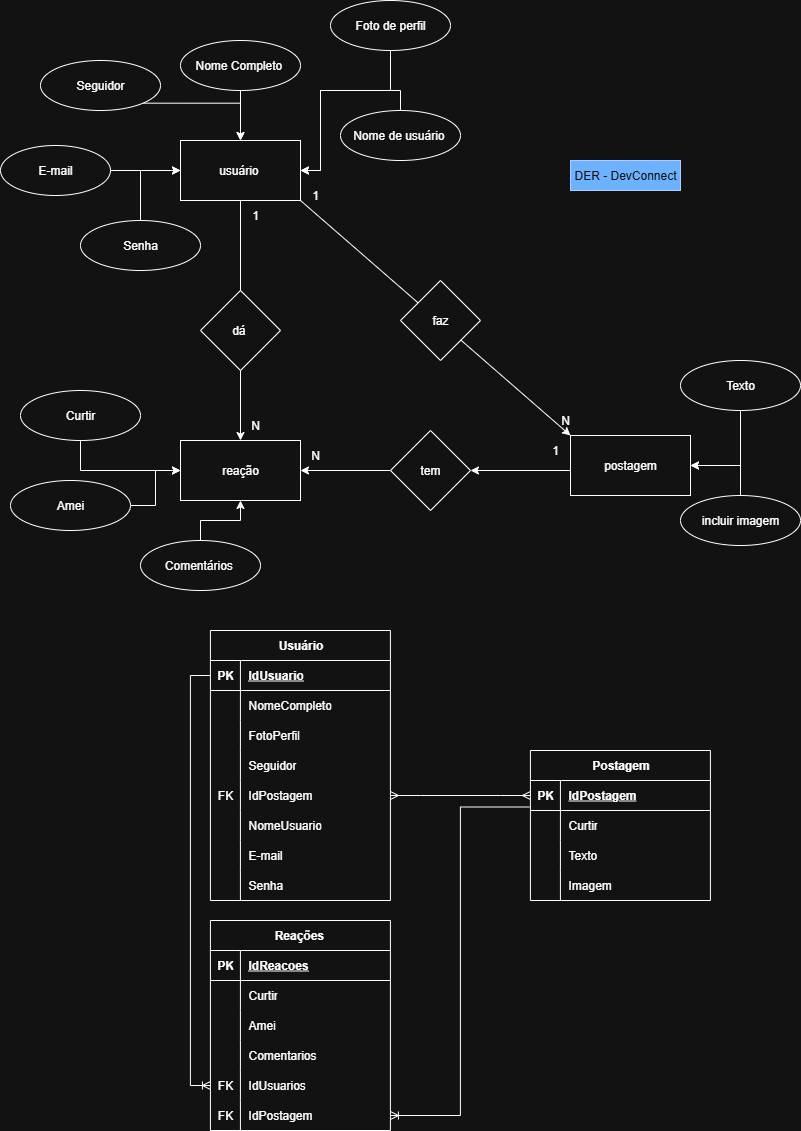 Foto de perfil
Nome Completo
Seguidor
Nome de usuário
E-mail
usuário
DER - DevConnect
1
1
Senha
faz
dá
Texto
Curtir
N
N
N
1
reação
tem
postagem
Amei
incluir imagem
Comentários
Usuário
PK IdUsuario
NomeCompleto
FotoPerfil
Seguidor
FK IdPostagem
NomeUsuario
E-mail
Senha
Postagem
PK IdPostagem
Curtir
Texto
Imagem
Reações
PK IdReacoes
Curtir
Amei
Comentarios
FK IdUsuarios
FK IdPostagem